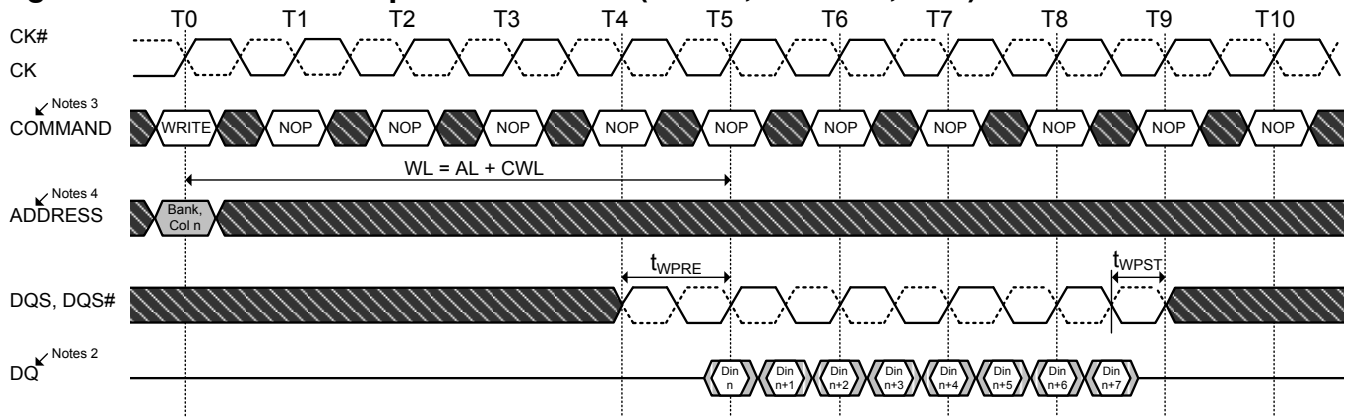 T0 T1 T2 T3 T4 T5 T6 T7 T8 T9 T10
CK#
CK
Notes 3
COMMAND WRITE NOP NOP NOP NOP NOP NOP NOP NOP NOP NOP
WL = AL + CWL
Notes 4
ADDRESS
Bank,
Col n
tWPRE tWPST
DQS, DQS#
Notes 2
DQ
Din Din Din Din Din Din Din Din
n n+1 n+2 n+3 n+4 n+5 n+6 n+7